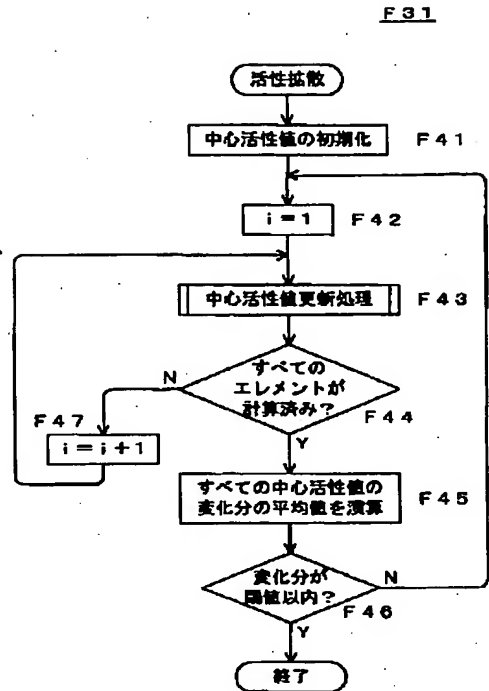 F31
活性拡散
中心活性値の初期化
F41
i=1
F42
中心活性値更新処理
F43
すべての
エレメントが
計算済み?
F44
N
Y
F47
i=i+1
すべての中心活性値の
変化分の平均値を演算
F45
変化分が
閾値以内?
F46
N
Y
終了